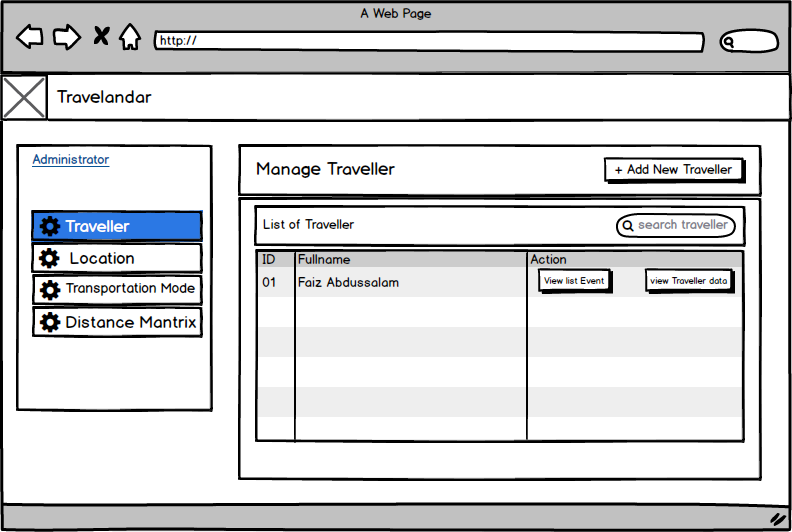 A Web Page
http://
Travelandar
Administrator
Traveller
Location
Transportation Mode
Distance Mantrix
Manage Traveller
+ Add New Traveller
List of Traveller
search traveller
ID Fullname Action
01 Faiz Abdussalam View list Event view Traveller data